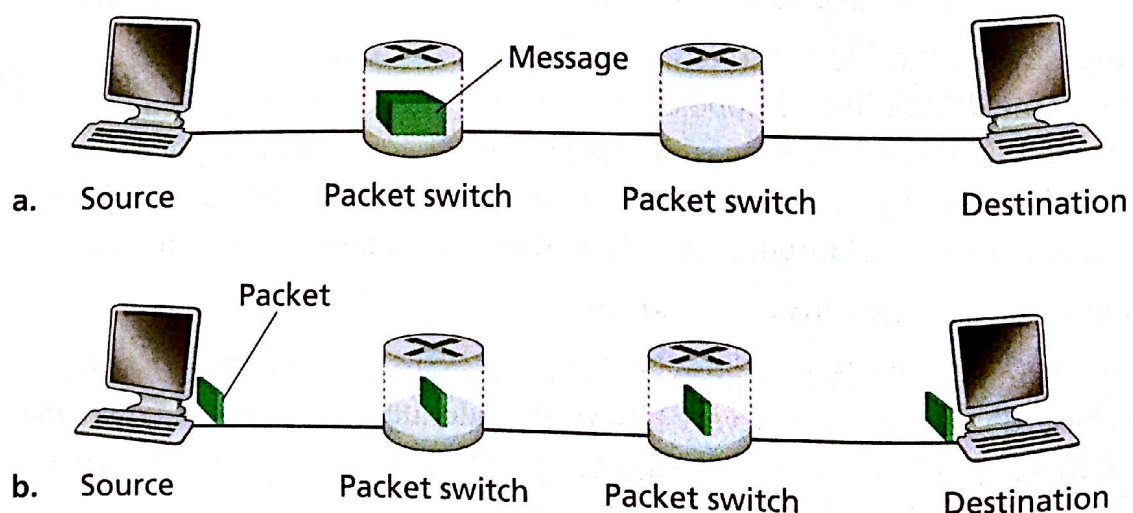 Message
a. Source Packet switch Packet switch Destination
Packet
b. Source Packet switch Packet switch Destination